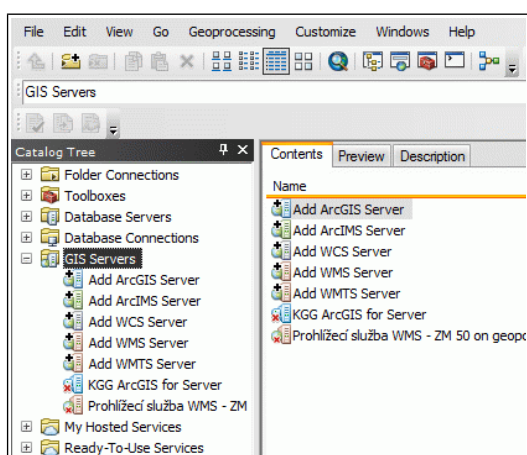 File Edit View Go Geoprocessing Customize Windows Help
GIS Servers
Catalog Tree
Folder Connections
Toolboxes
Database Servers
Database Connections
GIS Servers
Add ArcGIS Server
Add ArcIMS Server
Add WCS Server
Add WMS Server
Add WMTS Server
KGG ArcGIS for Server
Prohlížecí služba WMS - ZM
My Hosted Services
Ready-To-Use Services
Contents Preview Description
Name
Add ArcGIS Server
Add ArcIMS Server
Add WCS Server
Add WMS Server
Add WMTS Server
KGG ArcGIS for Server
Prohlížecí služba WMS - ZM 50 on geopo